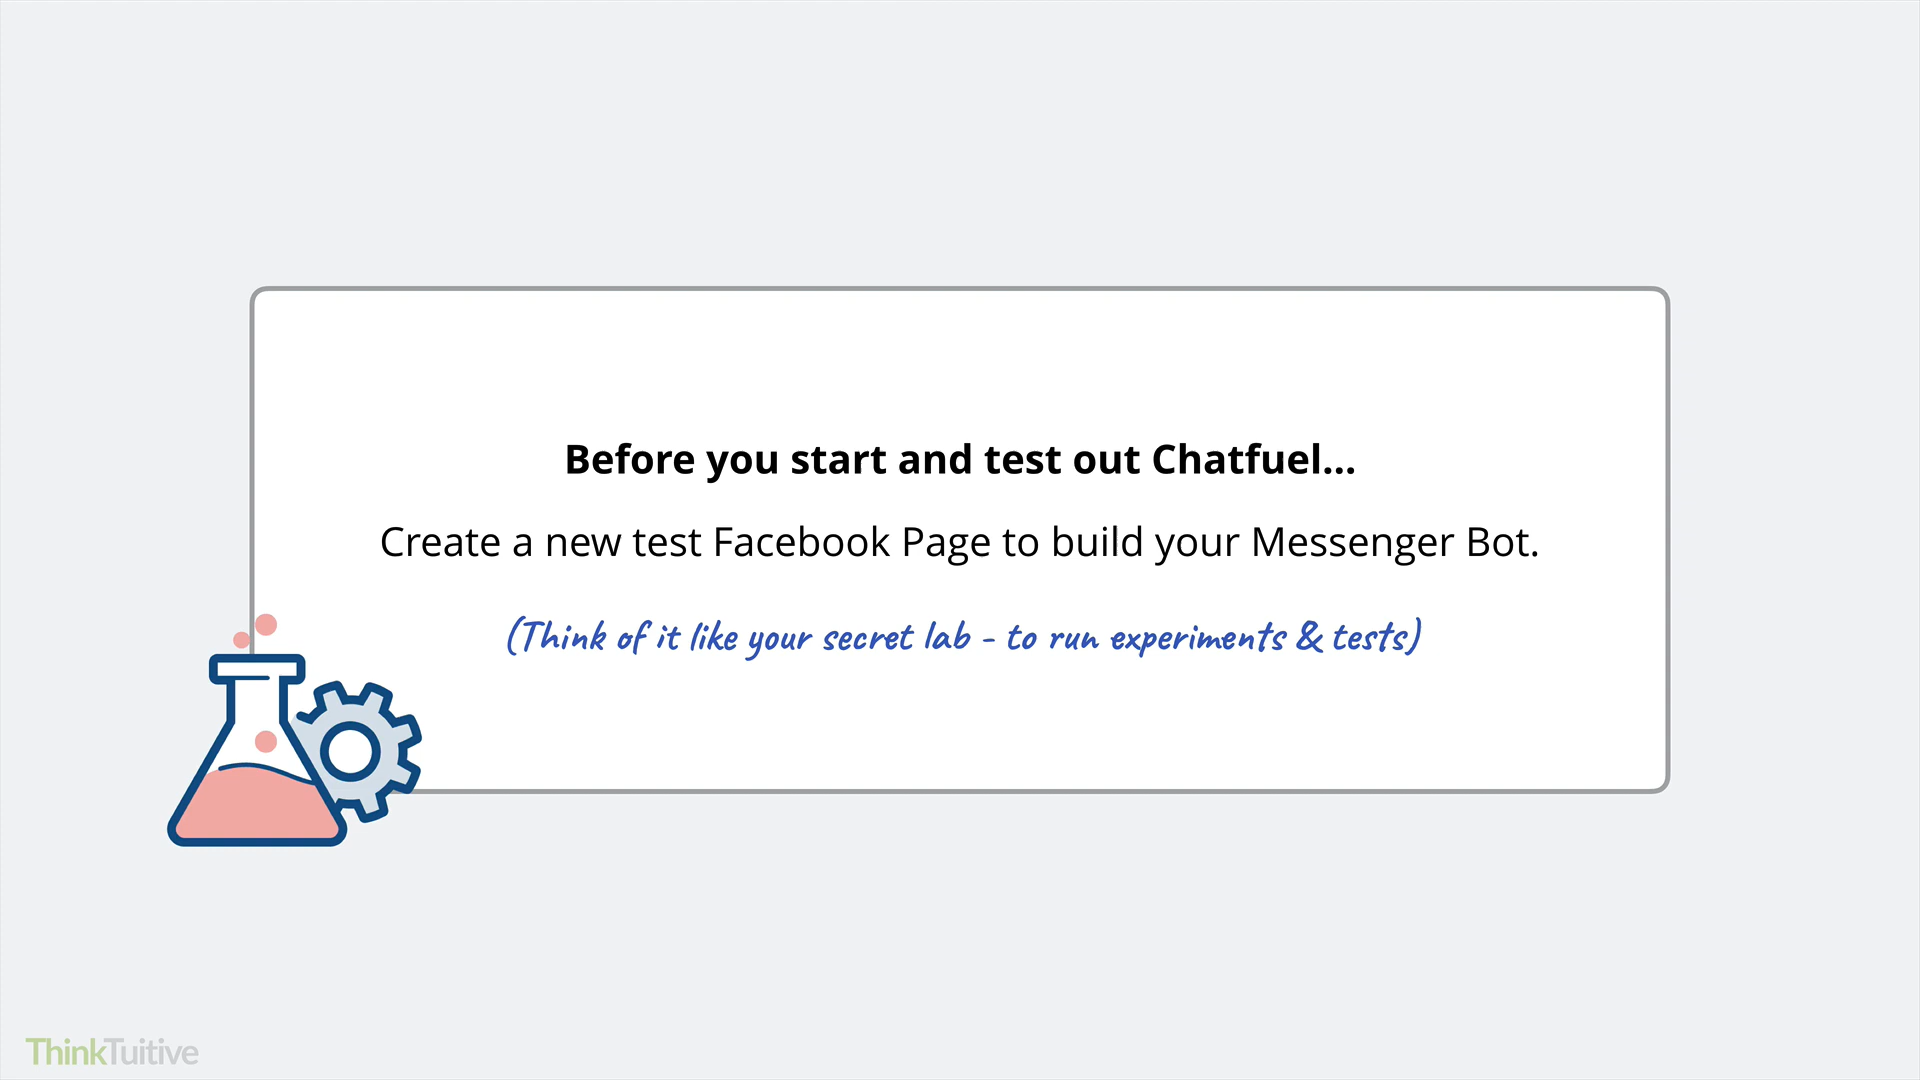 Before you start and test out Chatfuel...
Create a new test Facebook Page to build your Messenger Bot.
(Think of it like your secret lab - to run experiments & tests)
ThinkTuitive